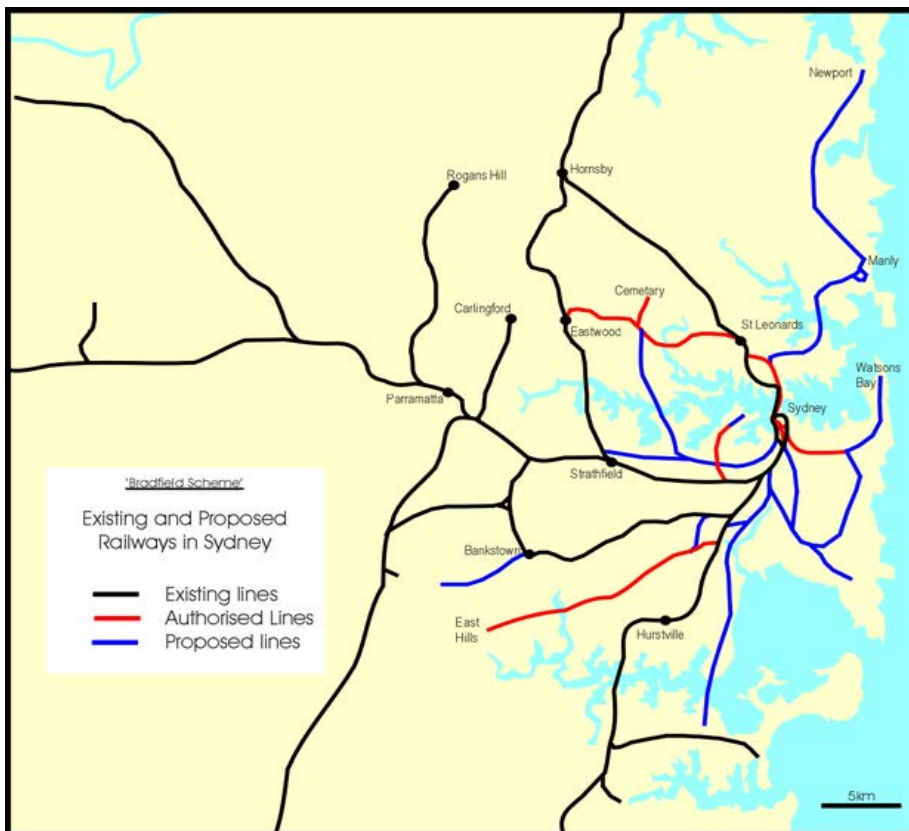 Newport
Hornsby
Rogans Hill
Manly
Cemetary
Carlingford
Eastwood
St Leonards
Watsons
Bay
Parramatta
Sydney
Strathfield
'Bradfield Scheme'
Existing and Proposed
Railways in Sydney
Existing lines
Authorised Lines
Proposed lines
Bankstown
East
Hills
Hurstville
5km